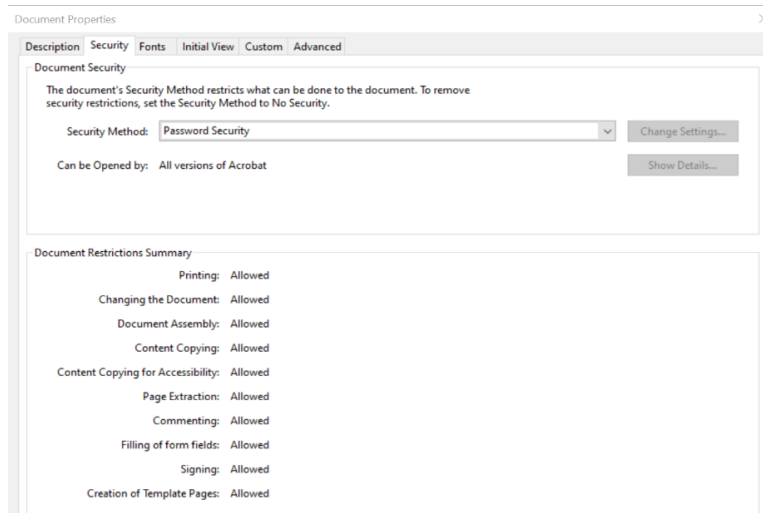 Document Properties
Description Security Fonts Initial View Custom Advanced
Document Security
The document's Security Method restricts what can be done to the document. To remove
security restrictions, set the Security Method to No Security.
Security Method: Password Security Change Settings...
Can be Opened by: All versions of Acrobat Show Details...
Document Restrictions Summary
Printing: Allowed
Changing the Document: Allowed
Document Assembly: Allowed
Content Copying: Allowed
Content Copying for Accessibility: Allowed
Page Extraction: Allowed
Commenting: Allowed
Filling of form fields: Allowed
Signing: Allowed
Creation of Template Pages: Allowed